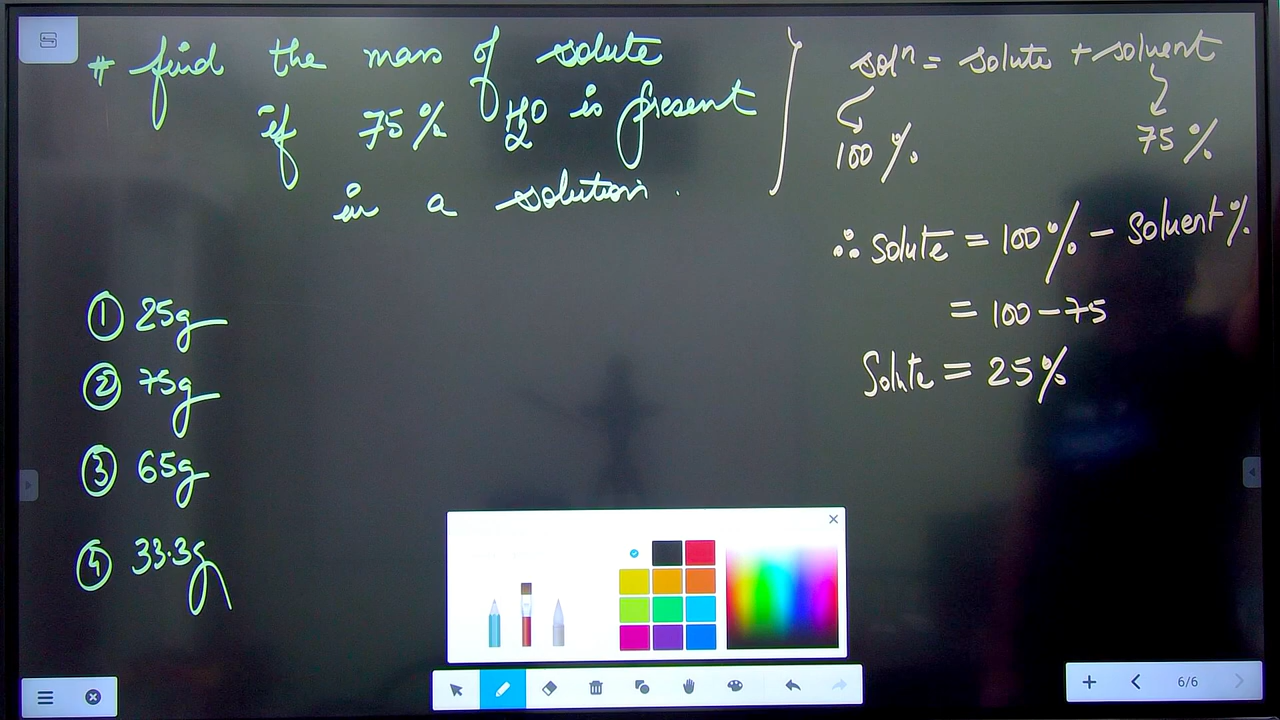 # find the mass of solute
if 75% H2O is present
in a solution.
① 25g
② 75g
③ 65g
④ 33.3g
solⁿ = solute + solvent
100 %
75 %
∴ solute = 100% - Solvent %
= 100 - 75
Solute = 25%
6/6